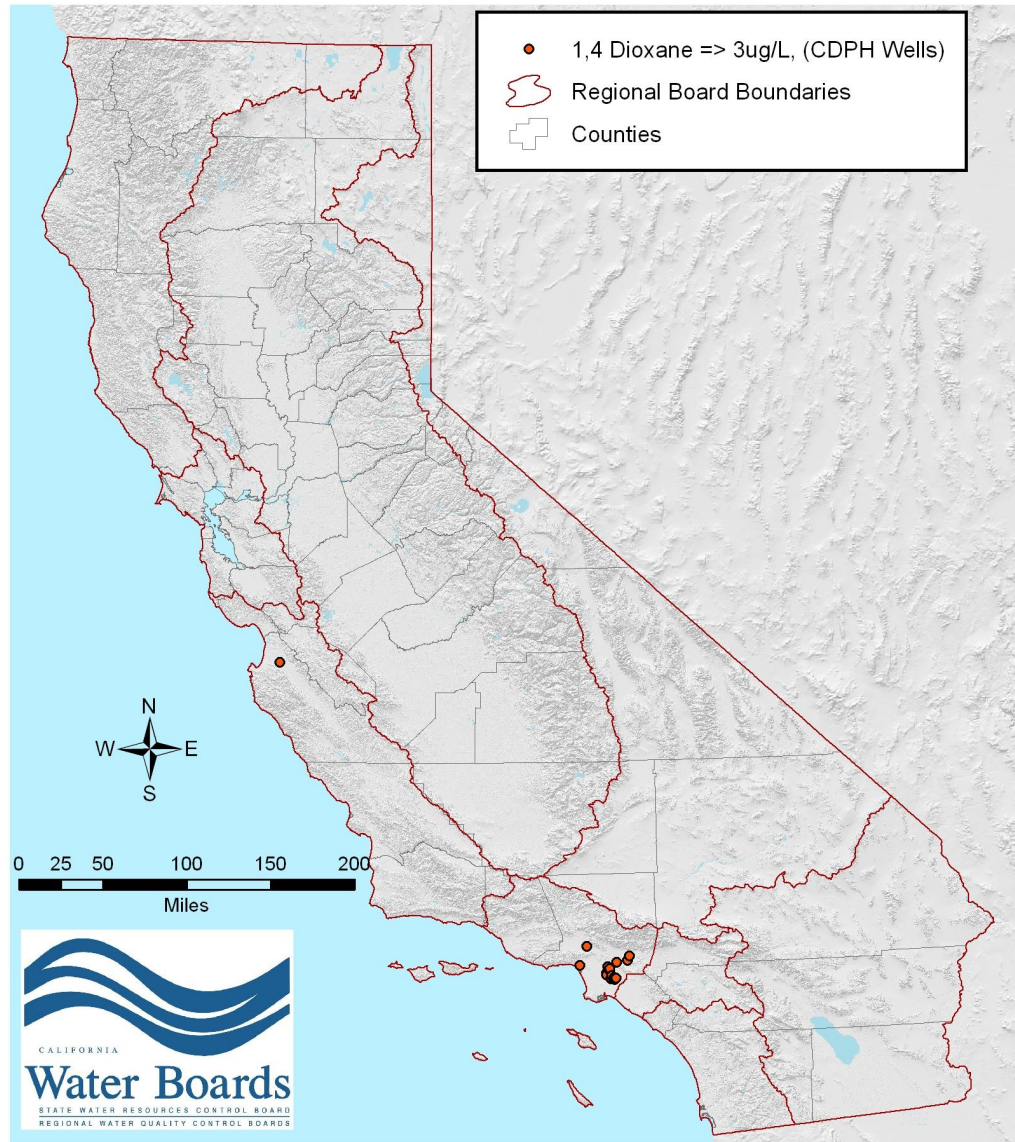 1,4 Dioxane => 3ug/L, (CDPH Wells)
Regional Board Boundaries
Counties
N
W E
S
0 25 50 100 150 200
Miles
CALIFORNIA
Water Boards
STATE WATER RESOURCES CONTROL BOARD
REGIONAL WATER QUALITY CONTROL BOARDS